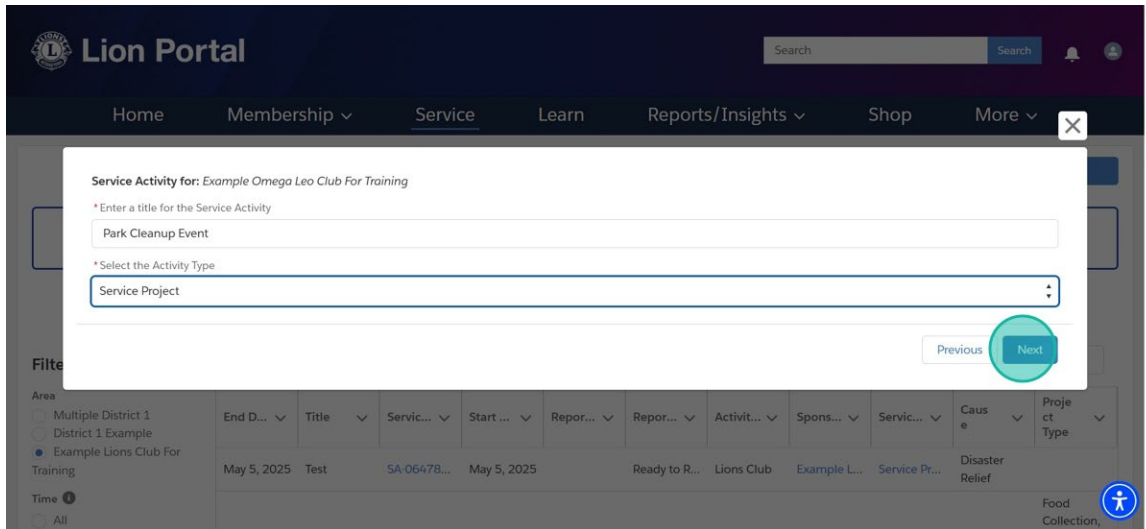 Lion Portal
Search
Search
Home Membership Service Learn Reports/Insights Shop More
Service Activity for: Example Omega Leo Club For Training
*Enter a title for the Service Activity
Park Cleanup Event
*Select the Activity Type
Service Project
Previous Next
Filte
Area
Multiple District 1
District 1 Example
Example Lions Club For
Training
Time
All
End D... Title Servic... Start ... Repor... Repor... Activit... Spons... Servic... Caus
e Proje
ct
Type
May 5, 2025 Test SA-06478... May 5, 2025 Ready to R... Lions Club Example L... Service Pr... Disaster
Relief
Food
Collection,